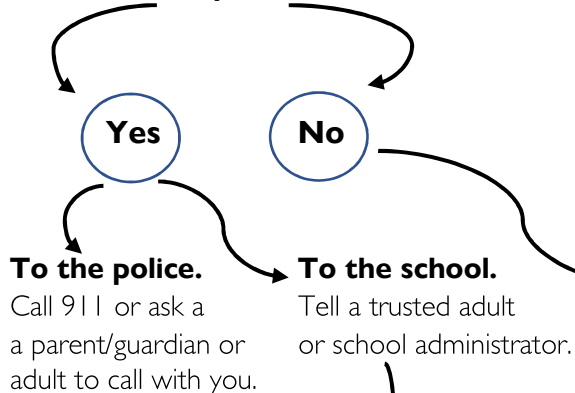 Yes
No
To the police.
Call 911 or ask a
a parent/guardian or
adult to call with you.
To the school.
Tell a trusted adult
or school administrator.